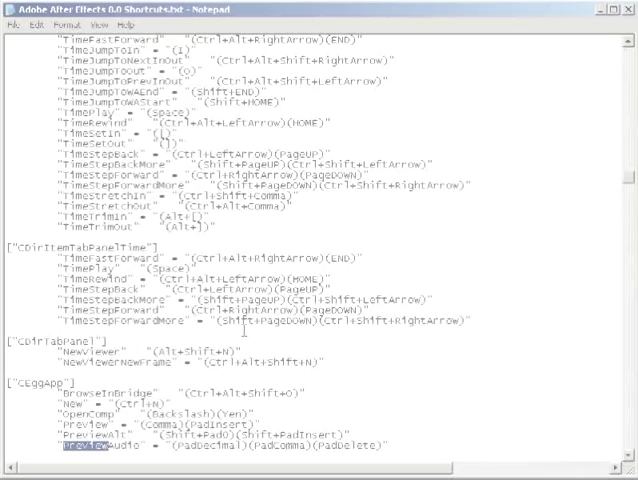 Adobe After Effects 8.0 Shortcuts.txt - Notepad
File Edit Format View Help
"TimeFastForward" "(Ctrl+Alt+RightArrow)(END)"
"TimeJumpToIn" = "(I)"
"TimeJumpToNextInOut" "(Ctrl+Alt+Shift+RightArrow)"
"TimeJumpToOut" = "(O)"
"TimeJumpToPrevInOut" "(Ctrl+Alt+Shift+LeftArrow)"
"TimeJumpToWAEnd" = "(Shift+END)"
"TimeJumpToWAStart" "(Shift+HOME)"
"TimePlay" = "(Space)"
"TimeRewind" "(Ctrl+Alt+LeftArrow)(HOME)"
"TimeSetIn" = "([)"
"TimeSetOut" "(])"
"TimeStepBack" = "(Ctrl+LeftArrow)(PageUP)"
"TimeStepBackMore" "(Shift+PageUP)(Ctrl+Shift+LeftArrow)"
"TimeStepForward" = "(Ctrl+RightArrow)(PageDOWN)"
"TimeStepForwardMore" "(Shift+PageDOWN)(Ctrl+Shift+RightArrow)"
"TimeStretchIn" = "(Ctrl+Shift+Comma)"
"TimeStretchOut" "(Ctrl+Alt+Comma)"
"TimeTrimIn" = "(Alt+[)"
"TimeTrimOut" "(Alt+])"
["CDirItemTabPanelTime"]
"TimeFastForward" "(Ctrl+Alt+RightArrow)(END)"
"TimePlay" "(Space)"
"TimeRewind" "(Ctrl+Alt+LeftArrow)(HOME)"
"TimeStepBack" "(Ctrl+LeftArrow)(PageUP)"
"TimeStepBackMore" = "(Shift+PageUP)(Ctrl+Shift+LeftArrow)"
"TimeStepForward" "(Ctrl+RightArrow)(PageDOWN)"
"TimeStepForwardMore" = "(Shift+PageDOWN)(Ctrl+Shift+RightArrow)"
["CDirTabPanel"]
"NewViewer" "(Alt+Shift+N)"
"NewViewerNewFrame" "(Ctrl+Alt+Shift+N)"
["CEggApp"]
"BrowseInBridge" "(Ctrl+Alt+Shift+O)"
"New" = "(Ctrl+N)"
"OpenComp" "(Backslash)(Yen)"
"Preview" = "(Comma)(PadInsert)"
"PreviewAlt" "(Shift+Pad0)(Shift+PadInsert)"
"PreviewAudio" = "(PadDecimal)(PadComma)(PadDelete)"